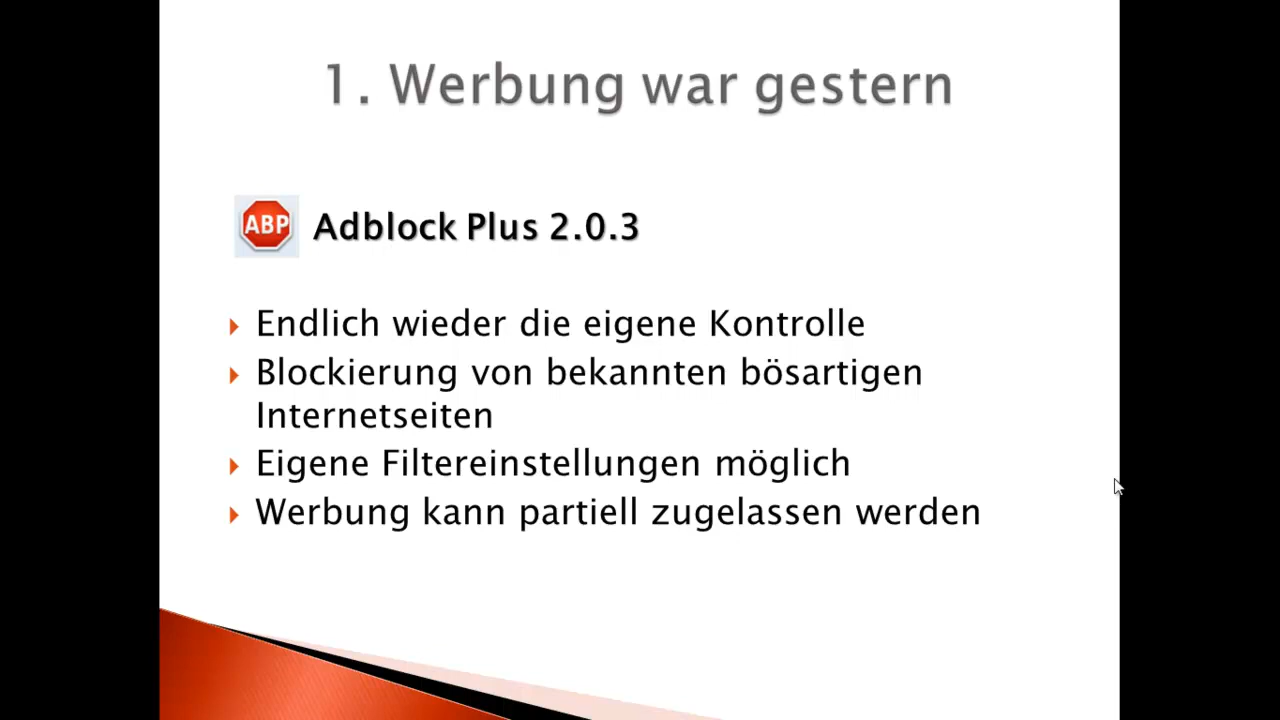 1. Werbung war gestern
ABP Adblock Plus 2.0.3
Endlich wieder die eigene Kontrolle
Blockierung von bekannten bösartigen
Internetseiten
Eigene Filtereinstellungen möglich
Werbung kann partiell zugelassen werden